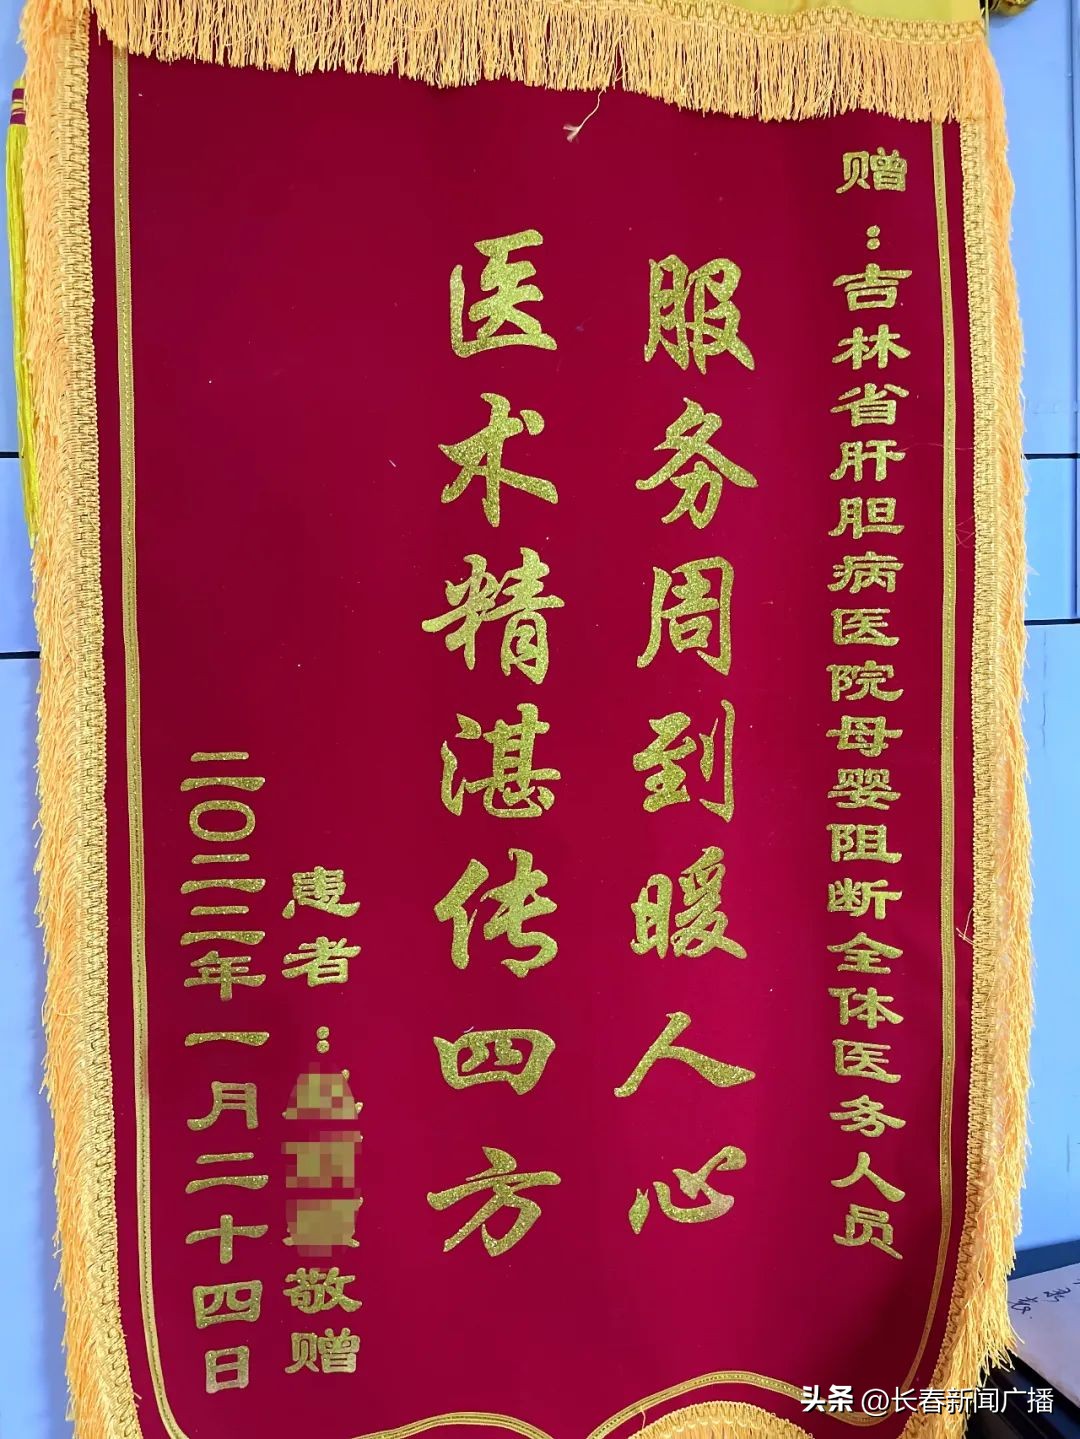 赠：吉林省肝胆病医院母婴阻断全体医务人员
服务周到暖人心
医术精湛传四方
患者：敬赠
二〇二三年一月二十四日
头条 @长春新闻广播